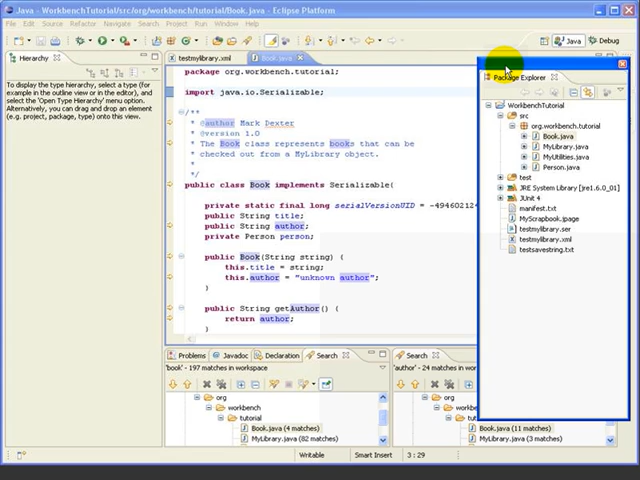 Java - WorkbenchTutorial/src/org/workbench/tutorial/Book.java - Eclipse Platform
File Edit Source Refactor Navigate Search Project Run Window Help
Java Debug
Hierarchy
To display the type hierarchy, select a type (for example in the outline view or in the editor), and select the 'Open Type Hierarchy' menu option. Alternatively, you can drag and drop an element (e.g. project, package, type) onto this view.
testmylibrary.xml Book.java
package org.workbench.tutorial;
import java.io.Serializable;
/**
* @author Mark Dexter
* @version 1.0
* The Book class represents books that can be
* checked out from a MyLibrary object.
*
*/
public class Book implements Serializable{
private static final long serialVersionUID = -494602124
public String title;
public String author;
private Person person;
public Book(String string) {
this.title = string;
this.author = "unknown author";
}
public String getAuthor() {
return author;
}
Package Explorer
WorkbenchTutorial
src
org.workbench.tutorial
Book.java
MyLibrary.java
MyUtilities.java
Person.java
test
JRE System Library [jre1.6.0_01]
JUnit 4
manifest.txt
MyScrapbook.jpage
testmylibrary.ser
testmylibrary.xml
testsavestring.txt
Problems Javadoc Declaration Search
'book' - 197 matches in workspace
org
workbench
tutorial
Book.java (4 matches)
MyLibrary.java (82 matches)
Search
'author' - 24 matches in workspace
org
workbench
tutorial
Book.java (11 matches)
MyLibrary.java (3 matches)
Writable Smart Insert 3 : 29